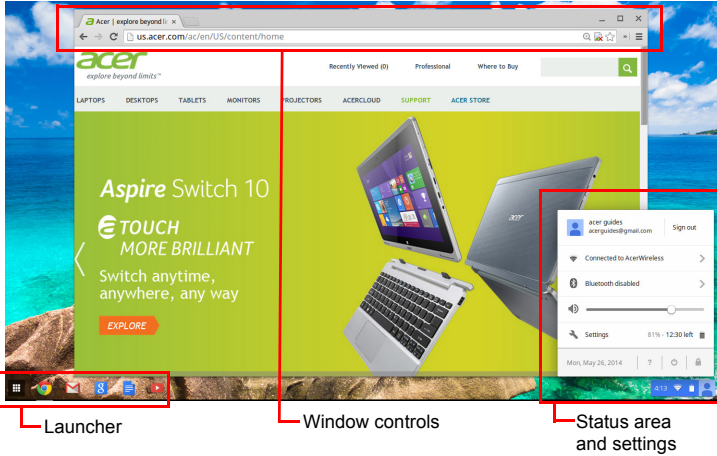 Acer | explore beyond li
us.acer.com/ac/en/US/content/home
acer
explore beyond limits™
Recently Viewed (0)
Professional
Where to Buy
LAPTOPS
DESKTOPS
TABLETS
MONITORS
PROJECTORS
ACERCLOUD
SUPPORT
ACER STORE
Aspire Switch 10
TOUCH
MORE BRILLIANT
Switch anytime,
anywhere, any way
EXPLORE
acer
acer guides
acerguides@gmail.com
Sign out
Connected to AcerWireless
Bluetooth disabled
Settings
81% - 12:30 left
Mon, May 26, 2014
?
8
4:13
Launcher
Window controls
Status area
and settings